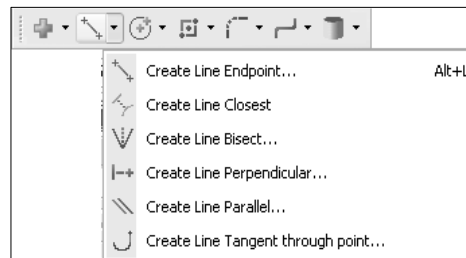 Create Line Endpoint... Alt+L
Create Line Closest
Create Line Bisect...
Create Line Perpendicular...
Create Line Parallel...
Create Line Tangent through point...